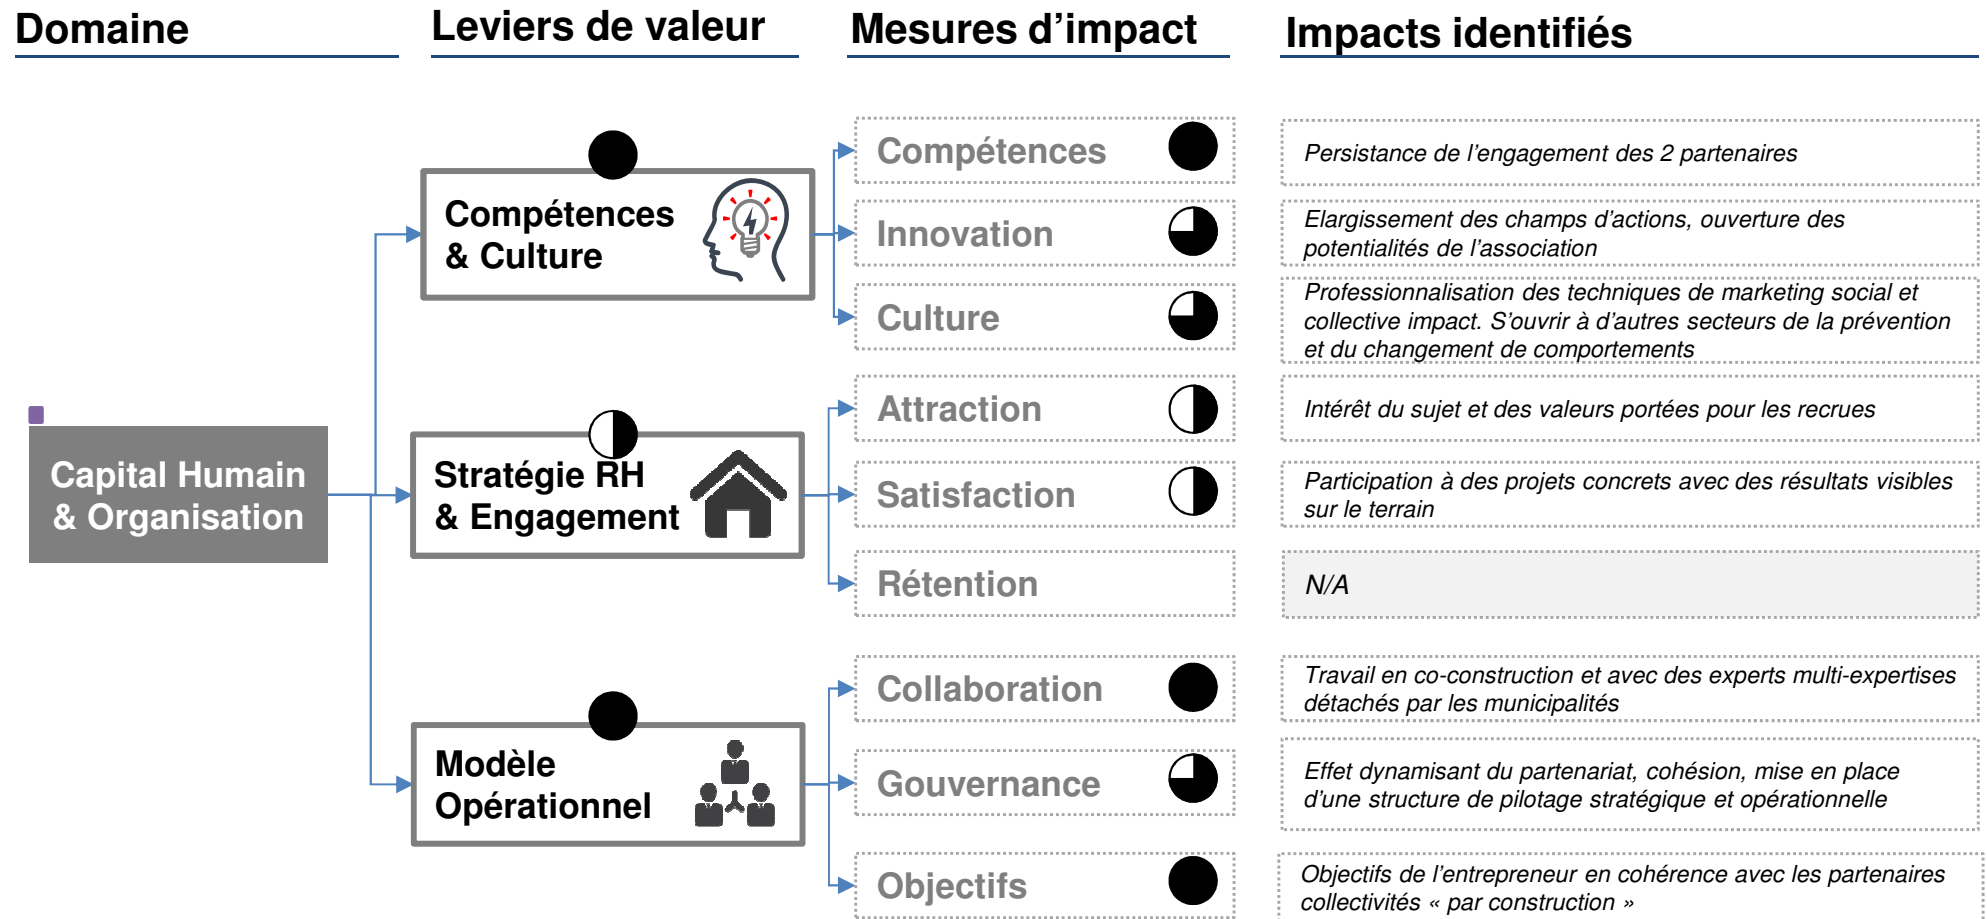 Domaine
Leviers de valeur
Mesures d’impact
Impacts identifiés
Capital Humain
& Organisation
Compétences
& Culture
Compétences
Persistance de l’engagement des 2 partenaires
Innovation
Elargissement des champs d’actions, ouverture des
potentialités de l’association
Culture
Professionnalisation des techniques de marketing social et
collective impact. S’ouvrir à d’autres secteurs de la prévention
et du changement de comportements
Stratégie RH
& Engagement
Attraction
Intérêt du sujet et des valeurs portées pour les recrues
Satisfaction
Participation à des projets concrets avec des résultats visibles
sur le terrain
Rétention
N/A
Modèle
Opérationnel
Collaboration
Travail en co-construction et avec des experts multi-expertises
détachés par les municipalités
Gouvernance
Effet dynamisant du partenariat, cohésion, mise en place
d’une structure de pilotage stratégique et opérationnelle
Objectifs
Objectifs de l’entrepreneur en cohérence avec les partenaires
collectivités « par construction »